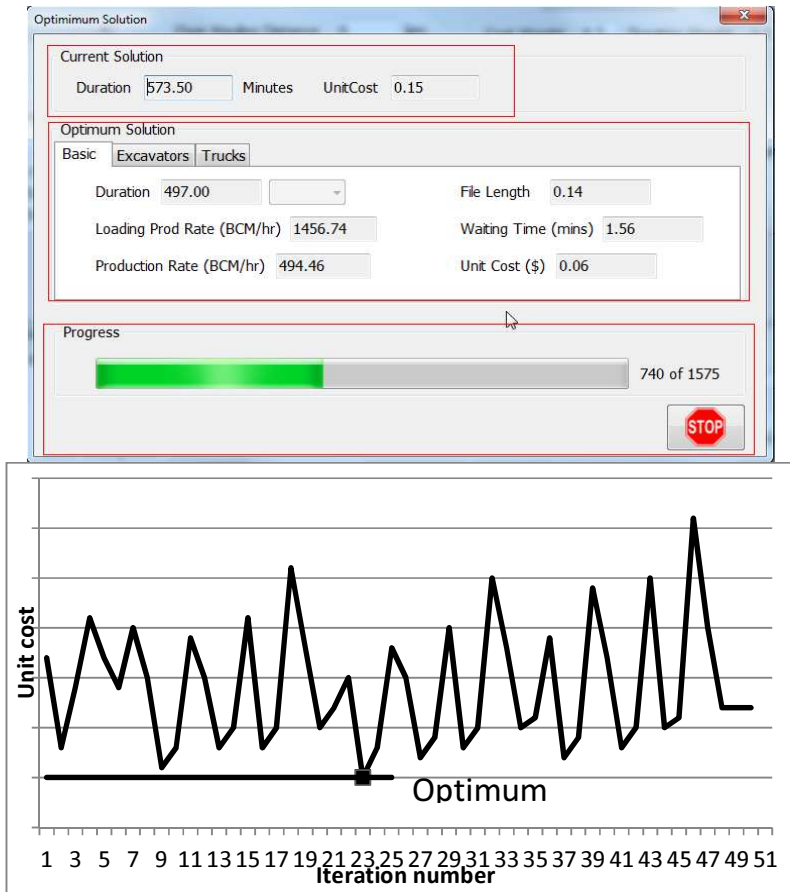 Optimimum Solution
Current Solution
Duration 573.50 Minutes UnitCost 0.15
Optimum Solution
Basic Excavators Trucks
Duration 497.00 File Length 0.14
Loading Prod Rate (BCM/hr) 1456.74 Waiting Time (mins) 1.56
Production Rate (BCM/hr) 494.46 Unit Cost ($) 0.06
Progress
740 of 1575
STOP
Unit cost
Optimum
1 3 5 7 9 11 13 15 17 19 21 23 25 27 29 31 33 35 37 39 41 43 45 47 49 51
Iteration number